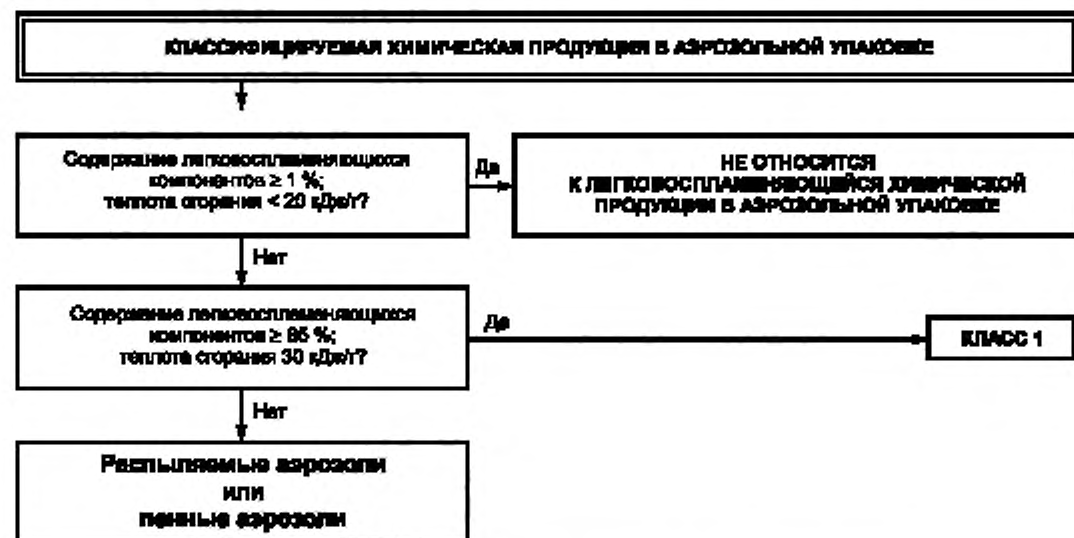 КЛАССИФИЦИРУЕМАЯ ХИМИЧЕСКАЯ ПРОДУКЦИЯ В АЭРОЗОЛЬНОЙ УПАКОВКЕ
Содержание легковоспламеняющихся
компонентов ≥ 1 %;
теплота сгорания < 20 кДж/г?
Да
НЕ ОТНОСИТСЯ
К ЛЕГКОВОСПЛАМЕНЯЮЩЕЙСЯ ХИМИЧЕСКОЙ
ПРОДУКЦИИ В АЭРОЗОЛЬНОЙ УПАКОВКЕ
Нет
Содержание легковоспламеняющихся
компонентов ≥ 85 %;
теплота сгорания 30 кДж/г?
Да
КЛАСС 1
Нет
Распыляемые аэрозоли
или
пенные аэрозоли